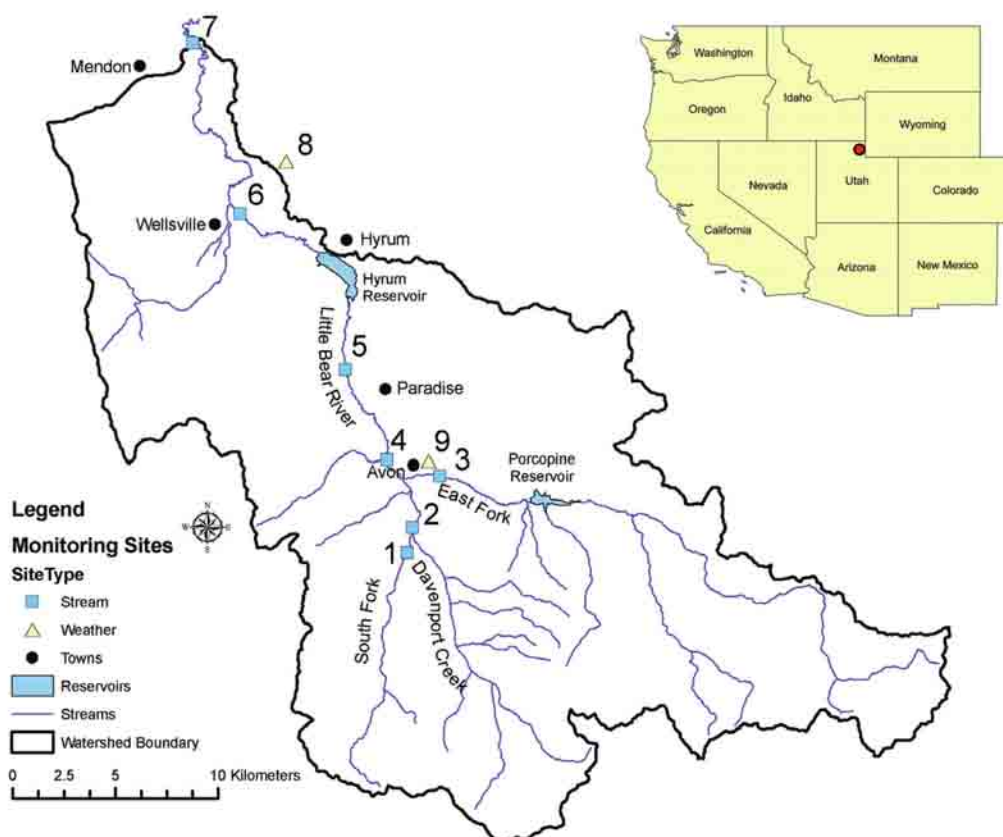 7
Mendon
8
6
Wellsville
Hyrum
Hyrum
Reservoir
Little Bear River
5
Paradise
4
9
Avon
3
Porcopine
Reservoir
East Fork
2
1
South Fork
Davenport Creek
Washington
Montana
Oregon
Idaho
Wyoming
Nevada
Utah
Colorado
California
Arizona
New Mexico
Legend
N
W
E
S
Monitoring Sites
SiteType
Stream
Weather
Towns
Reservoirs
Streams
Watershed Boundary
0 2.5 5 10 Kilometers